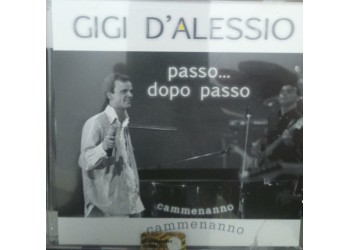 GIGI D'ALESSIO
passo...
dopo passo
cammenanno
cammenanno